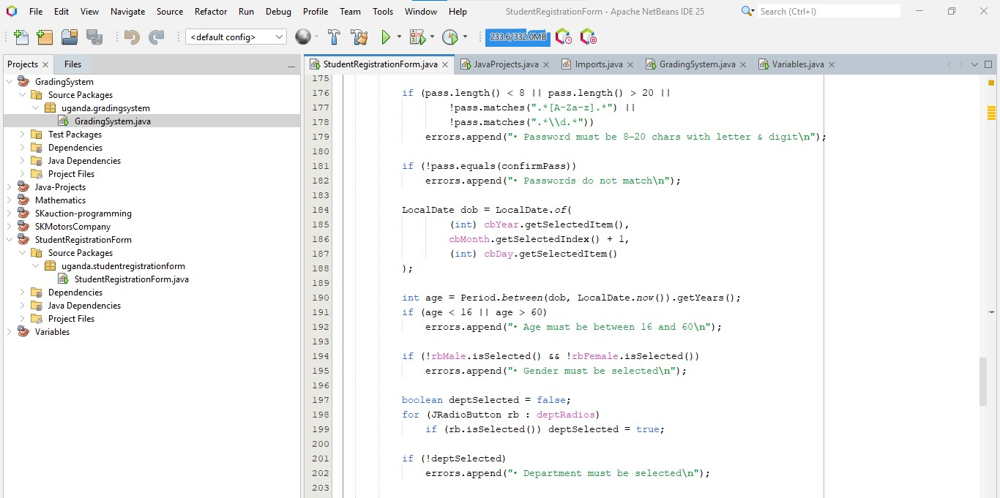 File Edit View Navigate Source Refactor Run Debug Profile Team Tools Window Help StudentRegistrationForm - Apache NetBeans IDE 25 Search (Ctrl+I)
<default config> 233.6/332.0MB
Projects Files
GradingSystem
Source Packages
uganda.gradingsystem
GradingSystem.java
Test Packages
Dependencies
Java Dependencies
Project Files
Java-Projects
Mathematics
SKauction-programming
SKMotorsCompany
StudentRegistrationForm
Source Packages
uganda.studentregistrationform
StudentRegistrationForm.java
Dependencies
Java Dependencies
Project Files
Variables
StudentRegistrationForm.java JavaProjects.java Imports.java GradingSystem.java Variables.java
175
176 if (pass.length() < 8 || pass.length() > 20 ||
177 !pass.matches(".*[A-Za-z].*") ||
178 !pass.matches(".*\\d.*"))
179 errors.append("• Password must be 8–20 chars with letter & digit\n");
180
181 if (!pass.equals(confirmPass))
182 errors.append("• Passwords do not match\n");
183
184 LocalDate dob = LocalDate.of(
185 (int) cbYear.getSelectedItem(),
186 cbMonth.getSelectedIndex() + 1,
187 (int) cbDay.getSelectedItem()
188 );
189
190 int age = Period.between(dob, LocalDate.now()).getYears();
191 if (age < 16 || age > 60)
192 errors.append("• Age must be between 16 and 60\n");
193
194 if (!rbMale.isSelected() && !rbFemale.isSelected())
195 errors.append("• Gender must be selected\n");
196
197 boolean deptSelected = false;
198 for (JRadioButton rb : deptRadios)
199 if (rb.isSelected()) deptSelected = true;
200
201 if (!deptSelected)
202 errors.append("• Department must be selected\n");
203